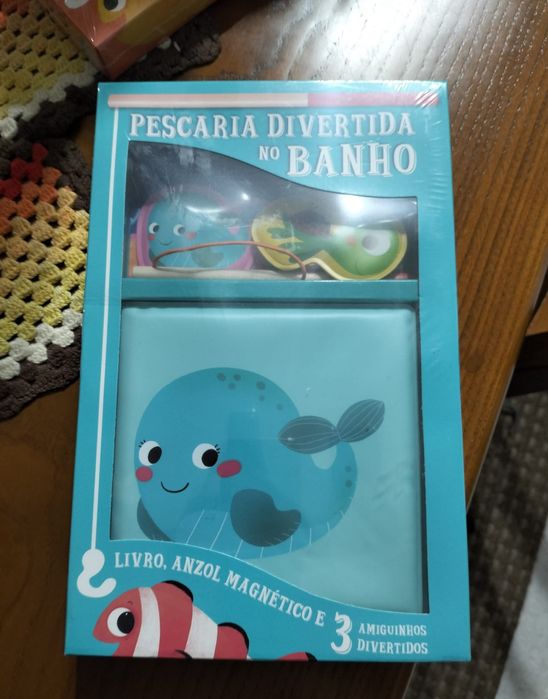 PESCARIA DIVERTIDA
NO BANHO
LIVRO, ANZOL MAGNÉTICO E 3 AMIGUINHOS
DIVERTIDOS